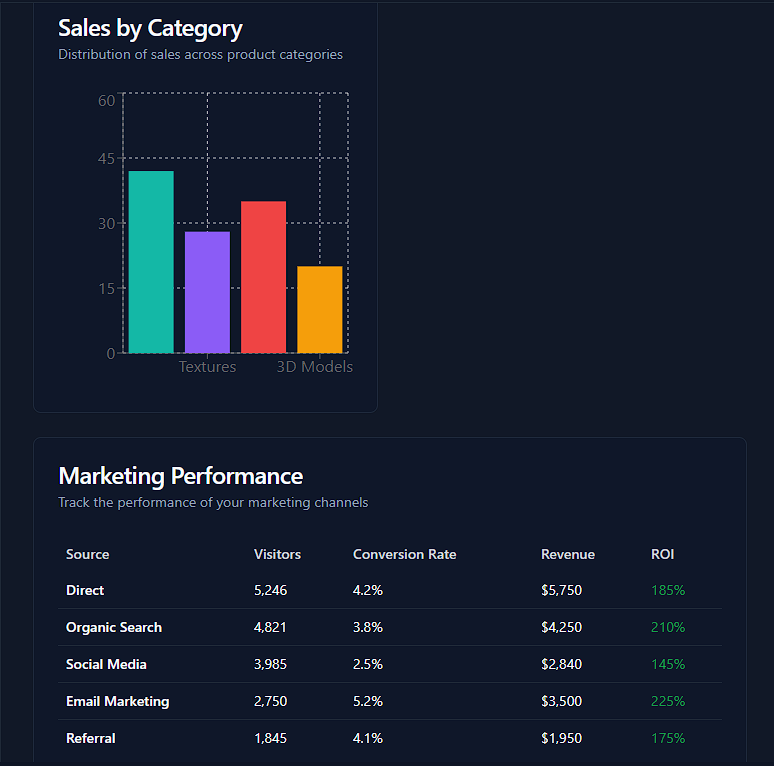 Sales by Category
Distribution of sales across product categories
60
45
30
15
0
Textures 3D Models
Marketing Performance
Track the performance of your marketing channels
Source Visitors Conversion Rate Revenue ROI
Direct 5,246 4.2% $5,750 185%
Organic Search 4,821 3.8% $4,250 210%
Social Media 3,985 2.5% $2,840 145%
Email Marketing 2,750 5.2% $3,500 225%
Referral 1,845 4.1% $1,950 175%